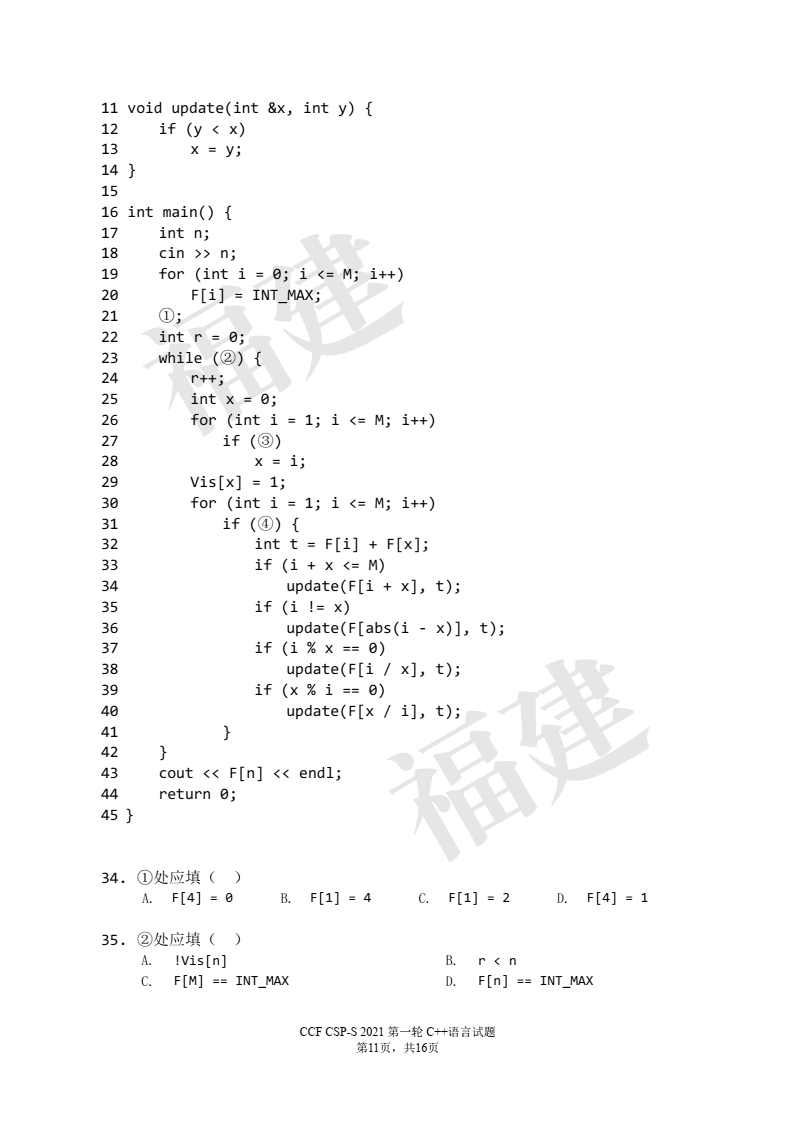 11 void update(int &x, int y) {
12     if (y < x)
13         x = y;
14 }
15
16 int main() {
17     int n;
18     cin >> n;
19     for (int i = 0; i <= M; i++)
20         F[i] = INT_MAX;
21     ①;
22     int r = 0;
23     while (②) {
24         r++;
25         int x = 0;
26         for (int i = 1; i <= M; i++)
27             if (③)
28                 x = i;
29         Vis[x] = 1;
30         for (int i = 1; i <= M; i++)
31             if (④) {
32                 int t = F[i] + F[x];
33                 if (i + x <= M)
34                     update(F[i + x], t);
35                 if (i != x)
36                     update(F[abs(i - x)], t);
37                 if (i % x == 0)
38                     update(F[i / x], t);
39                 if (x % i == 0)
40                     update(F[x / i], t);
41             }
42     }
43     cout << F[n] << endl;
44     return 0;
45 }
福建
福建
34. ①处应填（ ）
A. F[4] = 0 B. F[1] = 4 C. F[1] = 2 D. F[4] = 1
35. ②处应填（ ）
A. !Vis[n] B. r < n
C. F[M] == INT_MAX D. F[n] == INT_MAX
CCF CSP-S 2021 第一轮 C++语言试题
第11页，共16页